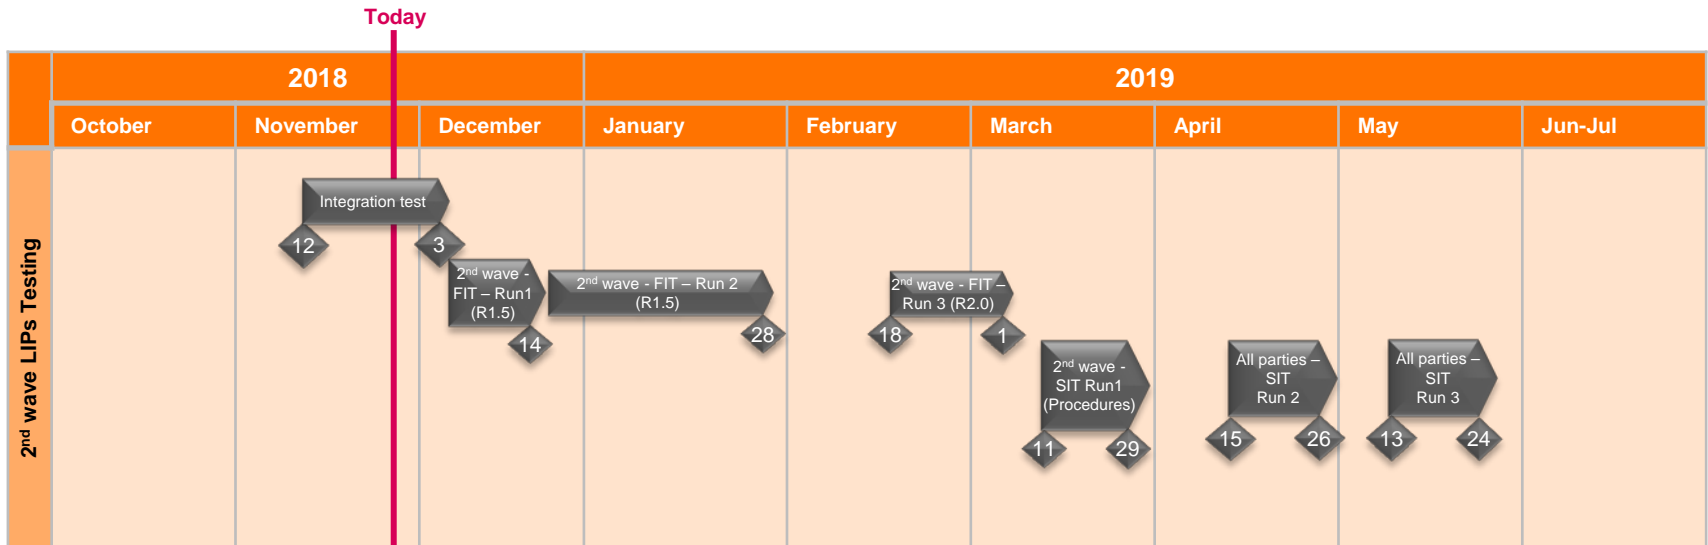 Today
2018
2019
October
November
December
January
February
March
April
May
Jun-Jul
2nd wave LIPs Testing
Integration test
12
3
2nd wave -
FIT – Run1
(R1.5)
14
2nd wave - FIT – Run 2
(R1.5)
28
2nd wave - FIT –
Run 3 (R2.0)
18
1
2nd wave -
SIT Run1
(Procedures)
11
29
All parties –
SIT
Run 2
15
26
All parties –
SIT
Run 3
13
24